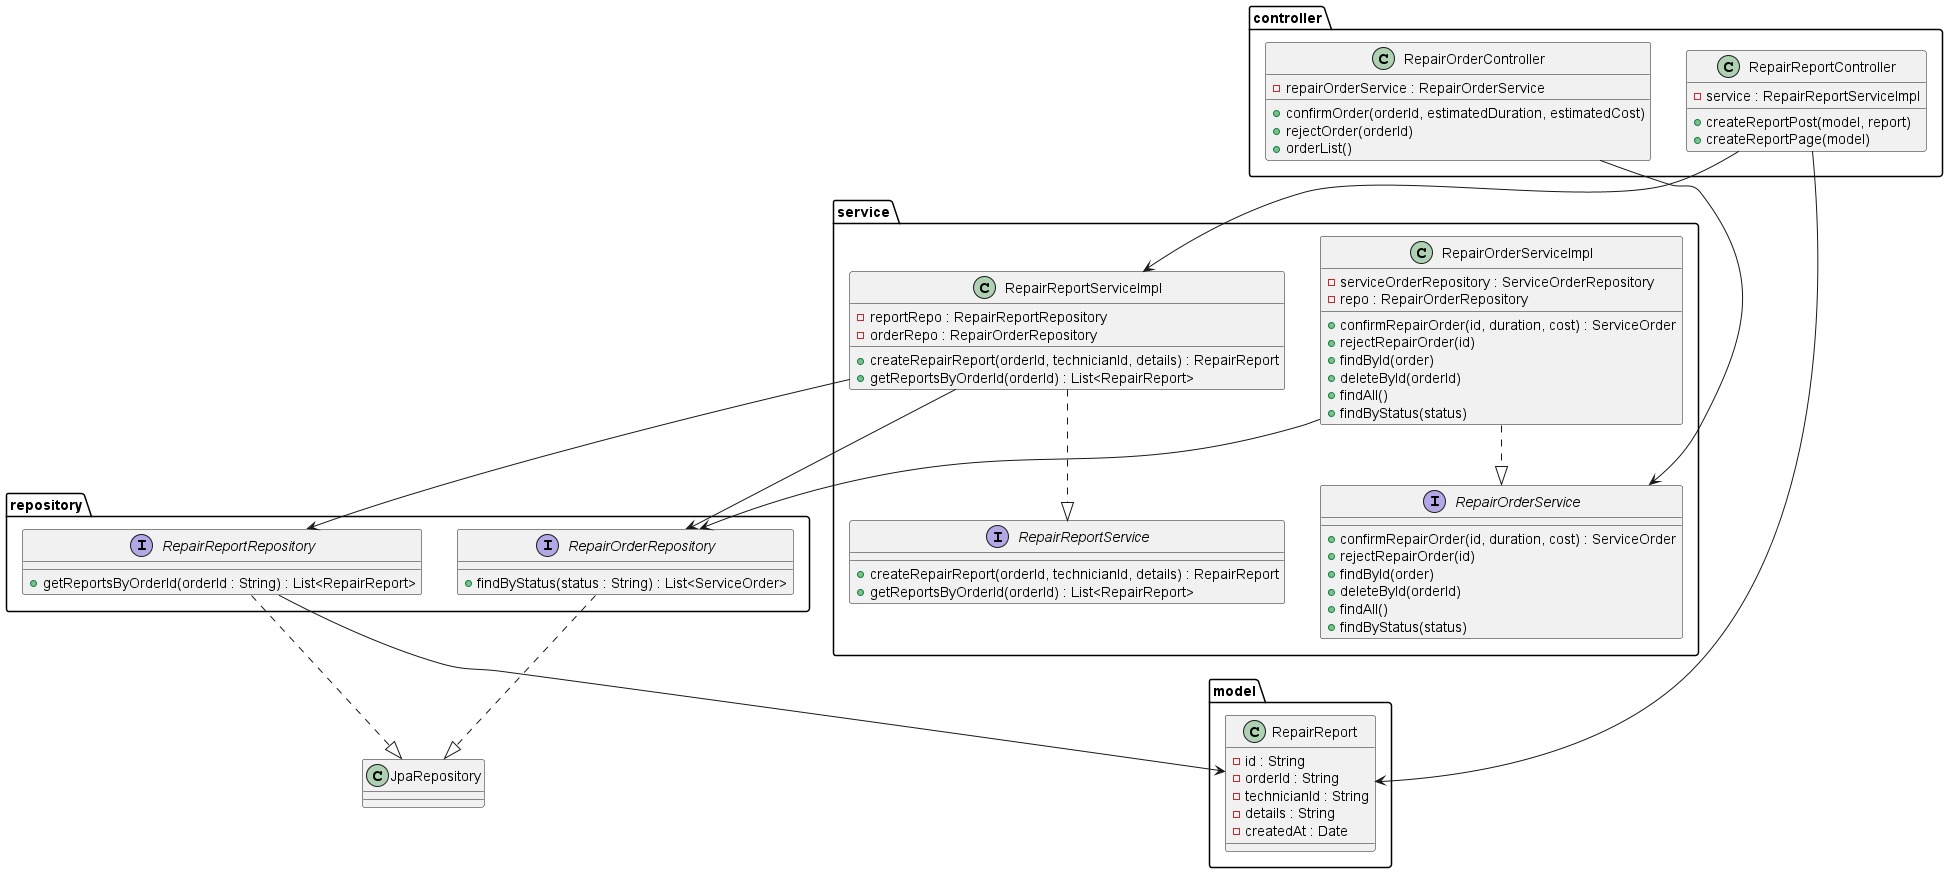 controller
C RepairOrderController
repairOrderService : RepairOrderService
confirmOrder(orderId, estimatedDuration, estimatedCost)
rejectOrder(orderId)
orderList()
C RepairReportController
service : RepairReportServiceImpl
createReportPost(model, report)
createReportPage(model)
service
C RepairReportServiceImpl
reportRepo : RepairReportRepository
orderRepo : RepairOrderRepository
createRepairReport(orderId, technicianId, details) : RepairReport
getReportsByOrderId(orderId) : List<RepairReport>
C RepairOrderServiceImpl
serviceOrderRepository : ServiceOrderRepository
repo : RepairOrderRepository
confirmRepairOrder(id, duration, cost) : ServiceOrder
rejectRepairOrder(id)
findById(order)
deleteById(orderId)
findAll()
findByStatus(status)
I RepairReportService
createRepairReport(orderId, technicianId, details) : RepairReport
getReportsByOrderId(orderId) : List<RepairReport>
I RepairOrderService
confirmRepairOrder(id, duration, cost) : ServiceOrder
rejectRepairOrder(id)
findById(order)
deleteById(orderId)
findAll()
findByStatus(status)
repository
I RepairReportRepository
getReportsByOrderId(orderId : String) : List<RepairReport>
I RepairOrderRepository
findByStatus(status : String) : List<ServiceOrder>
C JpaRepository
model
C RepairReport
id : String
orderId : String
technicianId : String
details : String
createdAt : Date